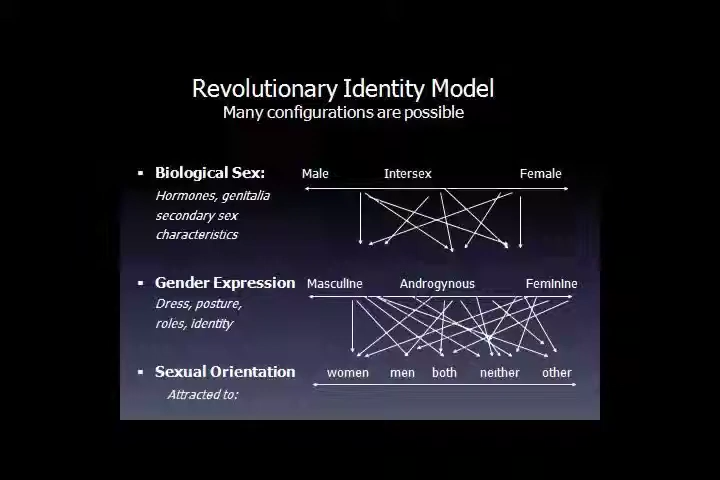 Revolutionary Identity Model
Many configurations are possible
▪ Biological Sex: Male Intersex Female
Hormones, genitalia
secondary sex
characteristics
▪ Gender Expression Masculine Androgynous Feminine
Dress, posture,
roles, identity
▪ Sexual Orientation women men both neither other
Attracted to: